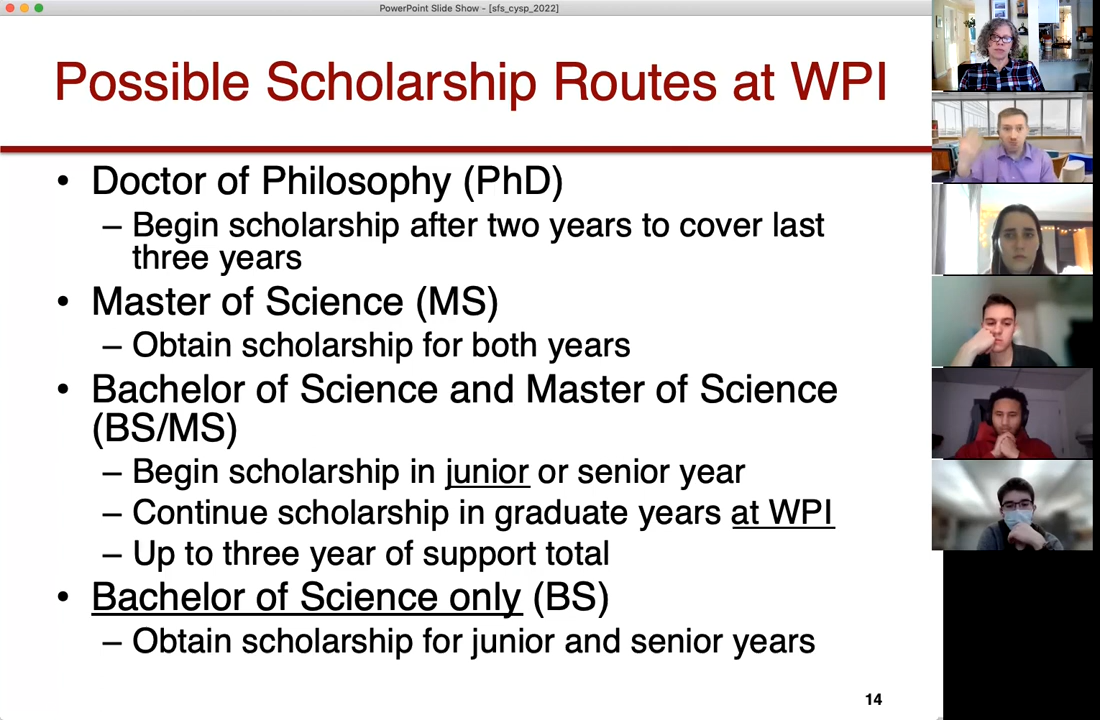 PowerPoint Slide Show - [sfs_cysp_2022]
Possible Scholarship Routes at WPI
• Doctor of Philosophy (PhD)
– Begin scholarship after two years to cover last
three years
• Master of Science (MS)
– Obtain scholarship for both years
• Bachelor of Science and Master of Science
(BS/MS)
– Begin scholarship in junior or senior year
– Continue scholarship in graduate years at WPI
– Up to three year of support total
• Bachelor of Science only (BS)
– Obtain scholarship for junior and senior years
14